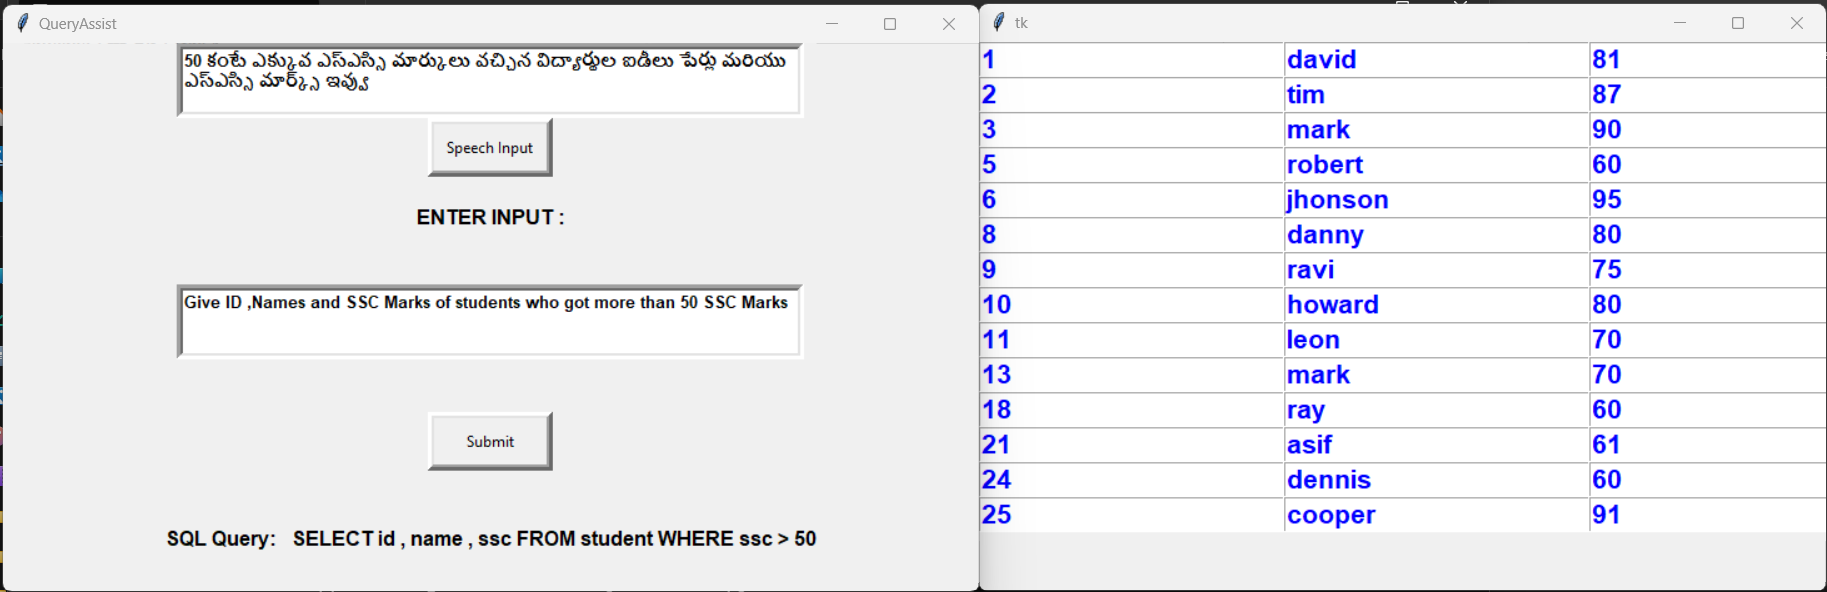 QueryAssist
50 కంటే ఎక్కువ ఎస్ఎస్సి మార్కులు వచ్చిన విద్యార్థుల ఐడీలు పేర్లు మరియు
ఎస్ఎస్సి మార్క్స్ ఇవ్వు
Speech Input
ENTER INPUT :
Give ID ,Names and SSC Marks of students who got more than 50 SSC Marks
Submit
SQL Query: SELECT id , name , ssc FROM student WHERE ssc > 50
tk
1 david 81
2 tim 87
3 mark 90
5 robert 60
6 jhonson 95
8 danny 80
9 ravi 75
10 howard 80
11 leon 70
13 mark 70
18 ray 60
21 asif 61
24 dennis 60
25 cooper 91